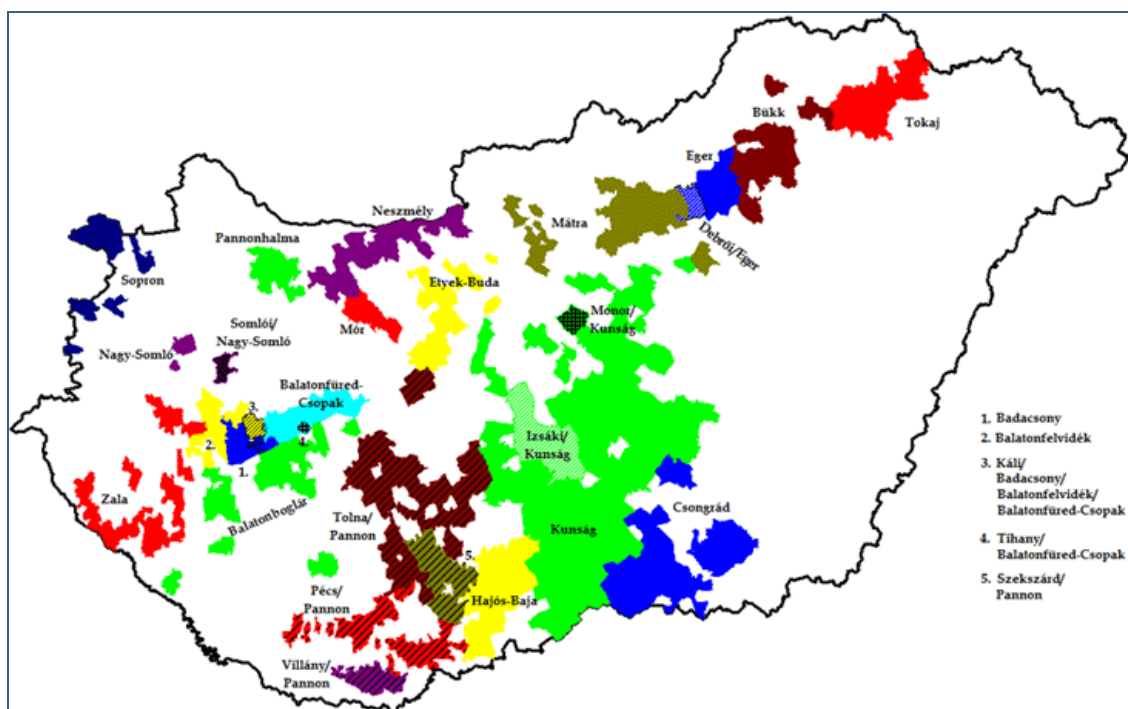 Bükk
Tokaj
Eger
Neszmély
Mátra
Debrői/Eger
Pannonhalma
Sopron
Etyek-Buda
Monor/
Kunság
Somlói/
Nagy-Somló
Mór
Nagy-Somló
Balatonfüred-
Csopak
3.
4.
2.
1.
Izsáki/
Kunság
Zala
Balatonboglár
Tolna/
Pannon
Kunság
Csongrád
5.
Pécs/
Pannon
Hajós-Baja
Villány/
Pannon
1. Badacsony
2. Balatonfelvidék
3. Káli/
Badacsony/
Balatonfelvidék/
Balatonfüred-Csopak
4. Tihany/
Balatonfüred-Csopak
5. Szekszárd/
Pannon